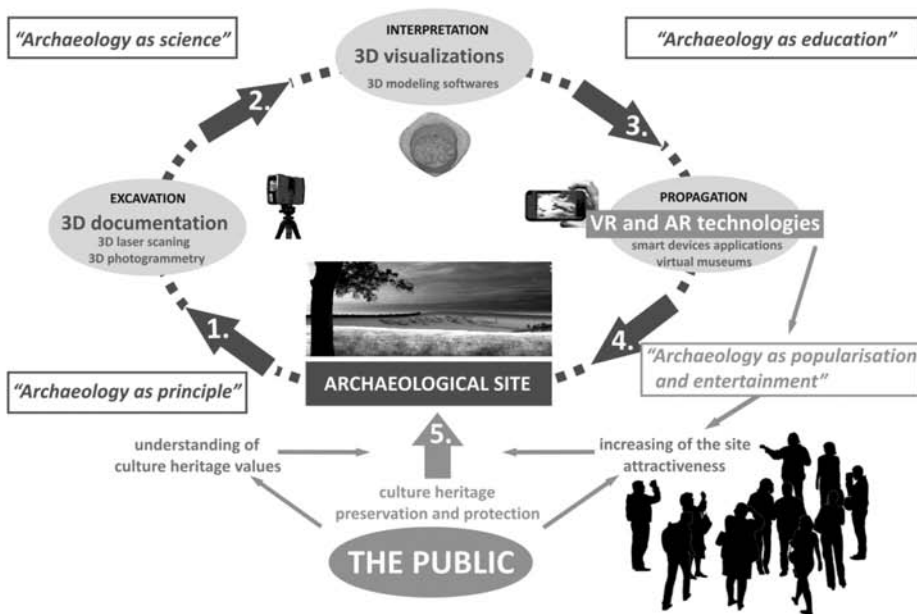 "Archaeology as science"
INTERPRETATION
3D visualizations
3D modeling softwares
"Archaeology as education"
2.
3.
EXCAVATION
3D documentation
3D laser scaning
3D photogrammetry
PROPAGATION
VR and AR technologies
smart devices applications
virtual museums
1.
4.
"Archaeology as principle"
ARCHAEOLOGICAL SITE
"Archaeology as popularisation
and entertainment"
5.
understanding of
culture heritage values
increasing of the site
attractiveness
culture heritage
preservation and protection
THE PUBLIC